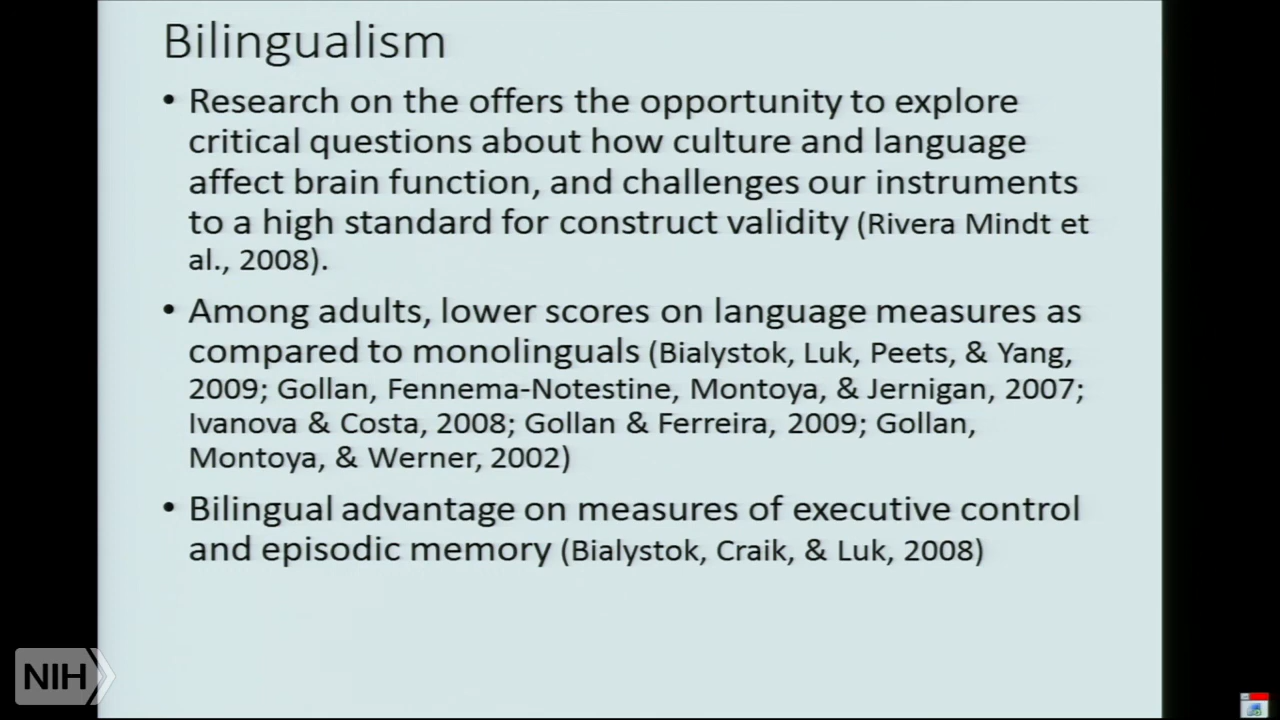 Bilingualism
• Research on the offers the opportunity to explore
critical questions about how culture and language
affect brain function, and challenges our instruments
to a high standard for construct validity (Rivera Mindt et
al., 2008).
• Among adults, lower scores on language measures as
compared to monolinguals (Bialystok, Luk, Peets, & Yang,
2009; Gollan, Fennema-Notestine, Montoya, & Jernigan, 2007;
Ivanova & Costa, 2008; Gollan & Ferreira, 2009; Gollan,
Montoya, & Werner, 2002)
• Bilingual advantage on measures of executive control
and episodic memory (Bialystok, Craik, & Luk, 2008)
NIH